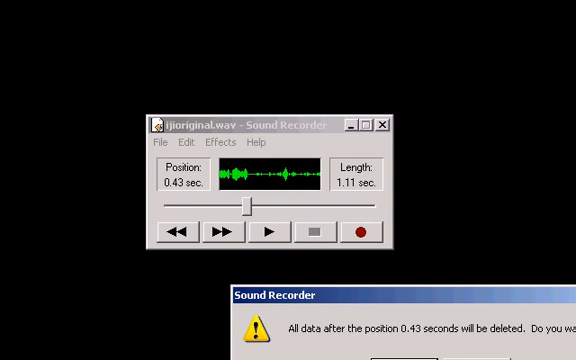 ijioriginal.wav - Sound Recorder
File Edit Effects Help
Position:
0.43 sec.
Length:
1.11 sec.
Sound Recorder
All data after the position 0.43 seconds will be deleted. Do you